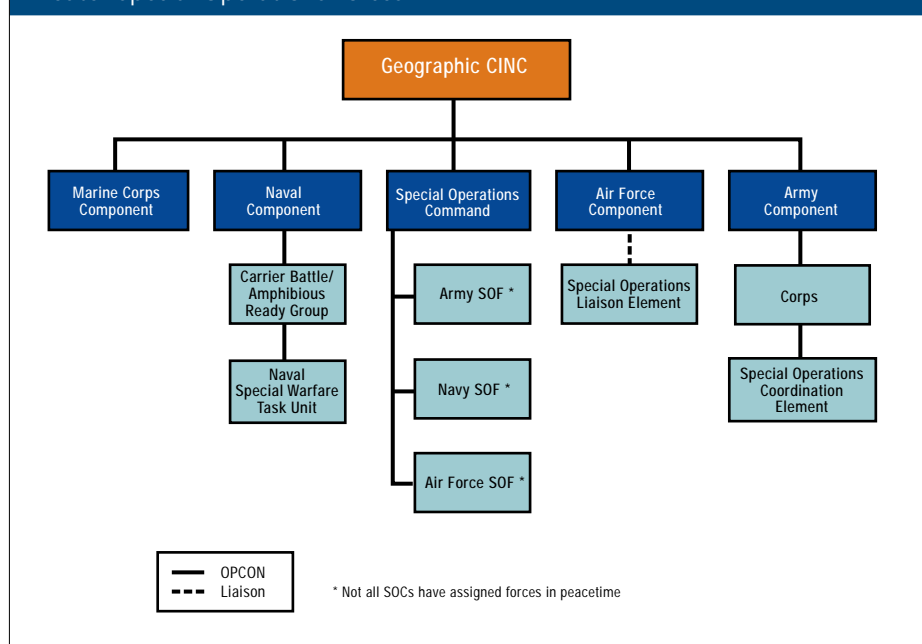 Geographic CINC
Marine Corps
Component
Naval
Component
Special Operations
Command
Air Force
Component
Army
Component
Carrier Battle/
Amphibious
Ready Group
Naval
Special Warfare
Task Unit
Army SOF *
Navy SOF *
Air Force SOF *
Special Operations
Liaison Element
Corps
Special Operations
Coordination
Element
OPCON
Liaison
* Not all SOCs have assigned forces in peacetime